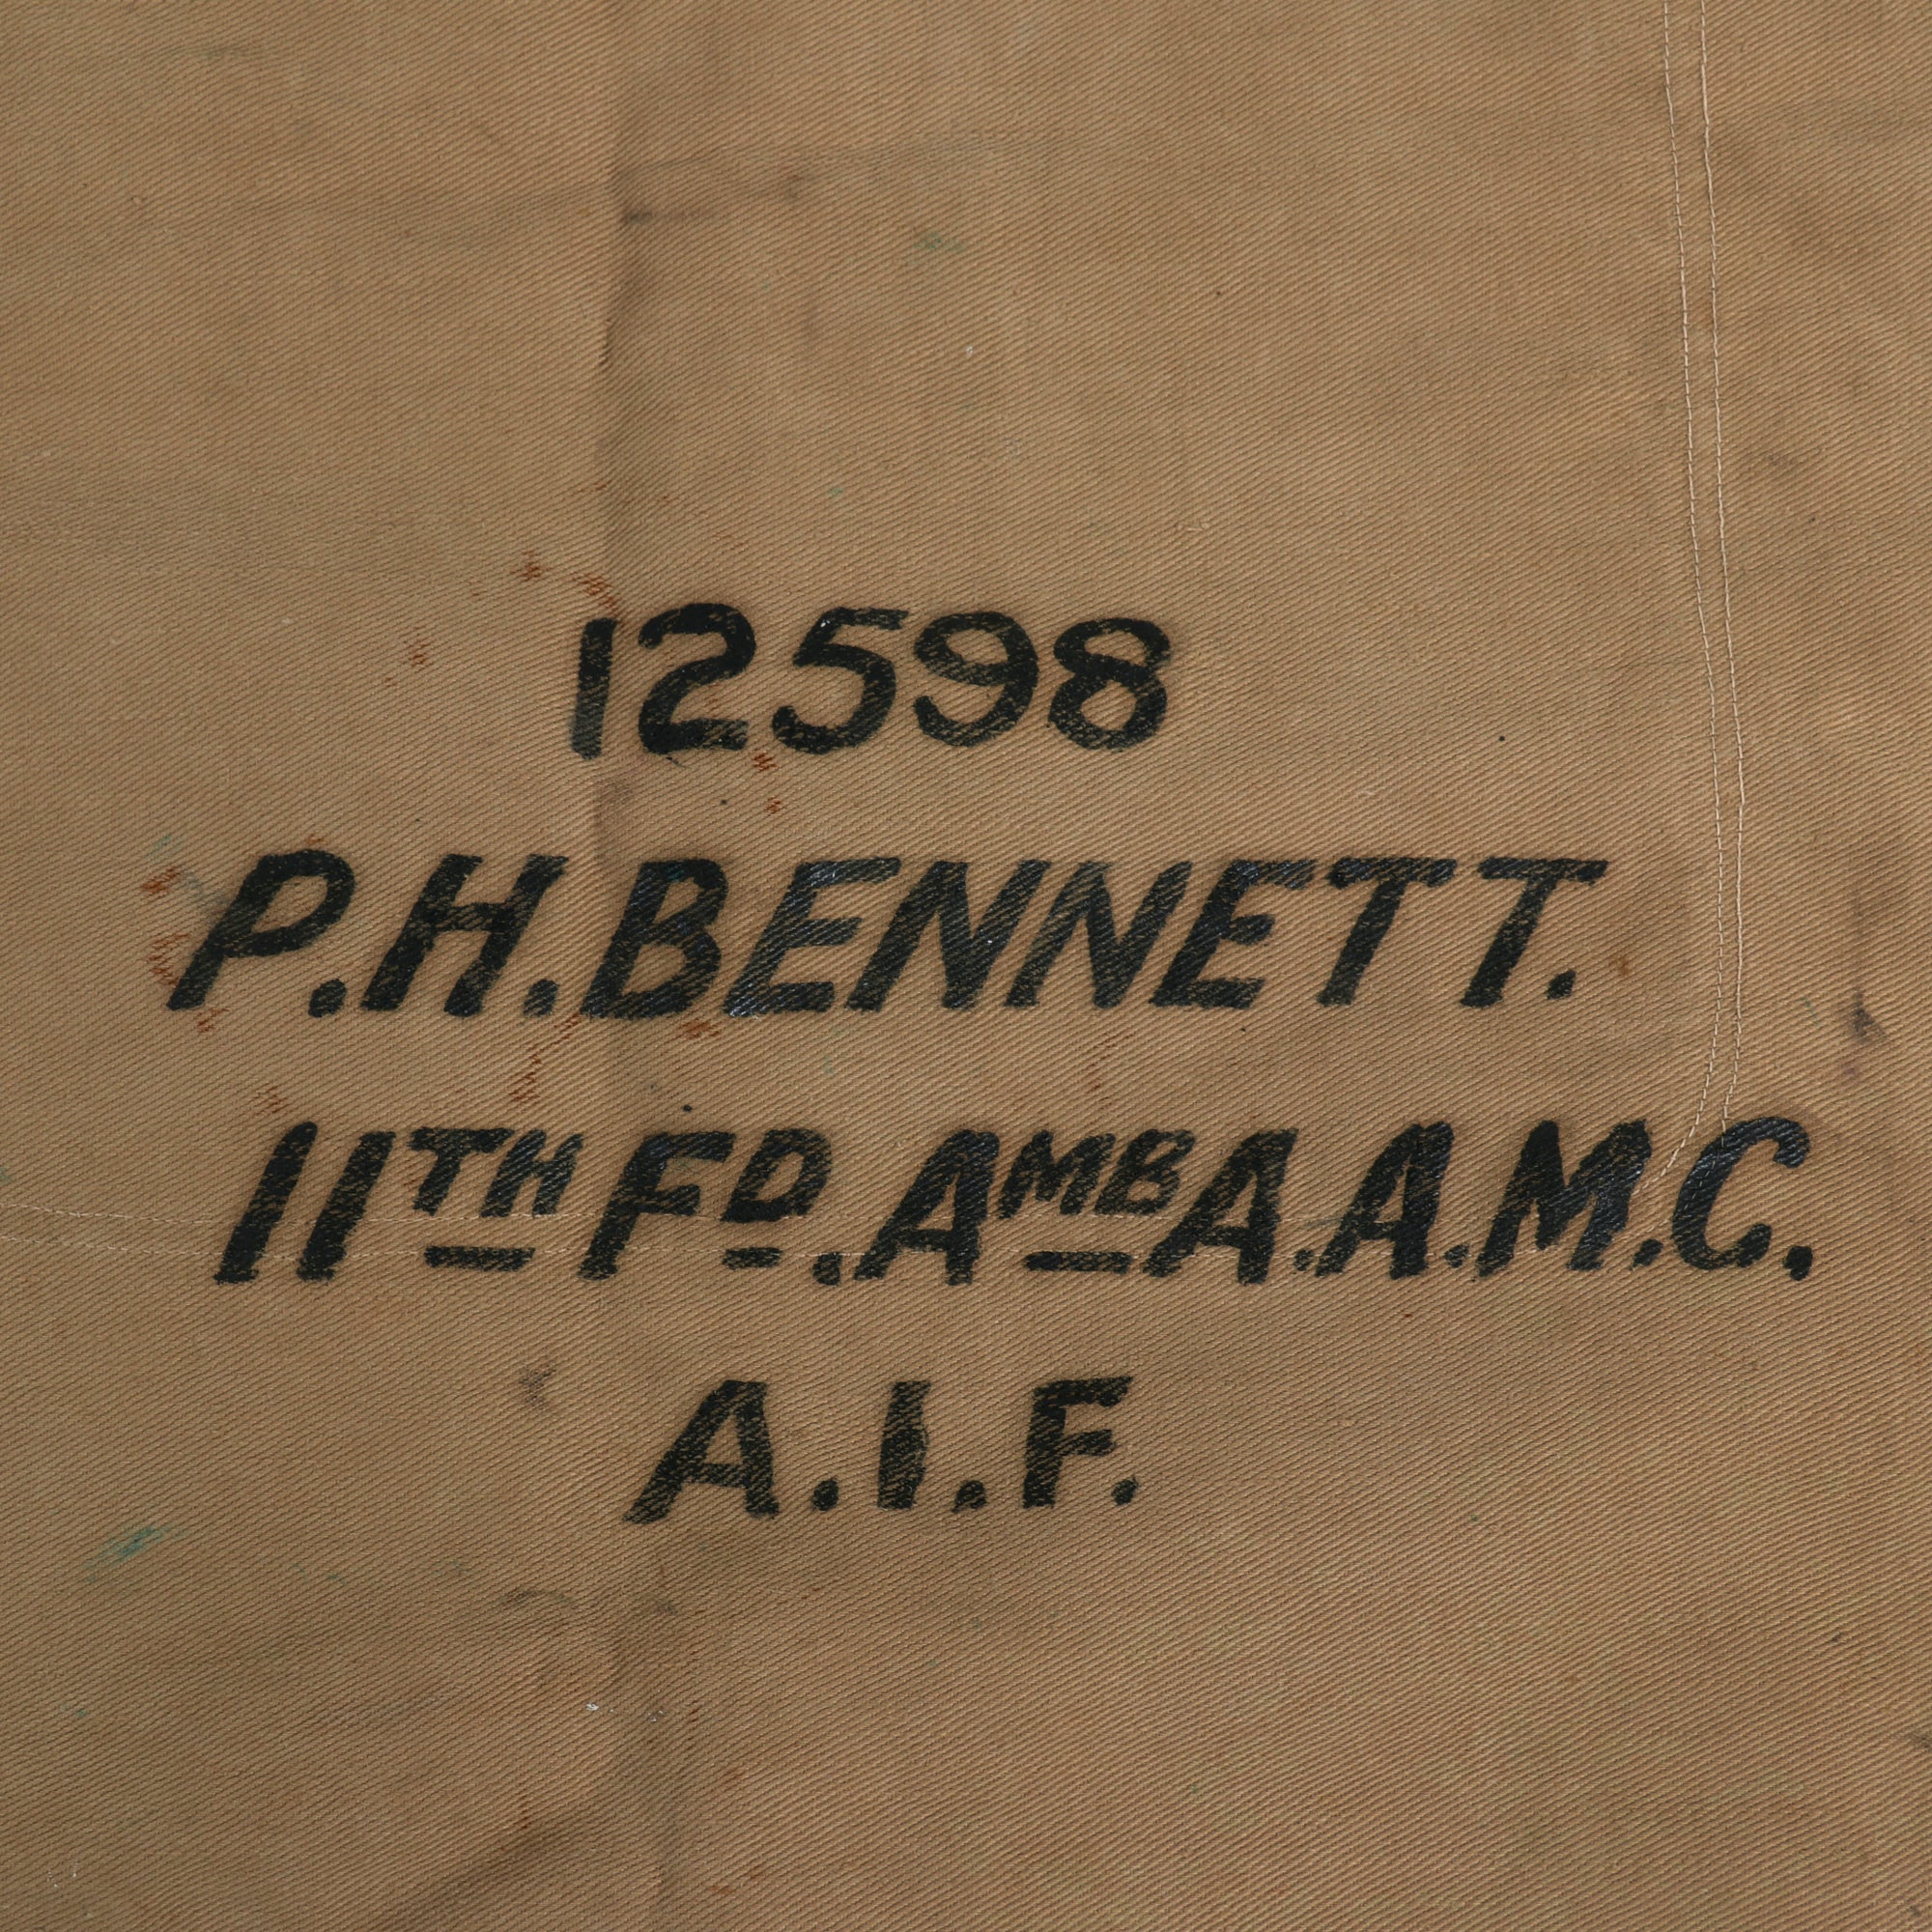 12598
P.H.BENNETT.
11TH FD. AMB A.A.M.C.
A.I.F.